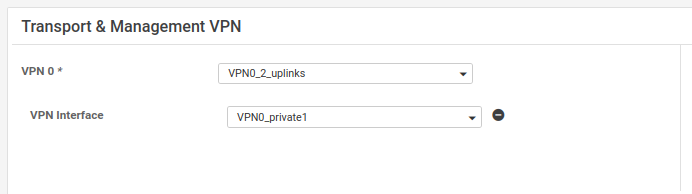 Transport & Management VPN
VPN 0 * VPN0_2_uplinks
VPN Interface VPN0_private1